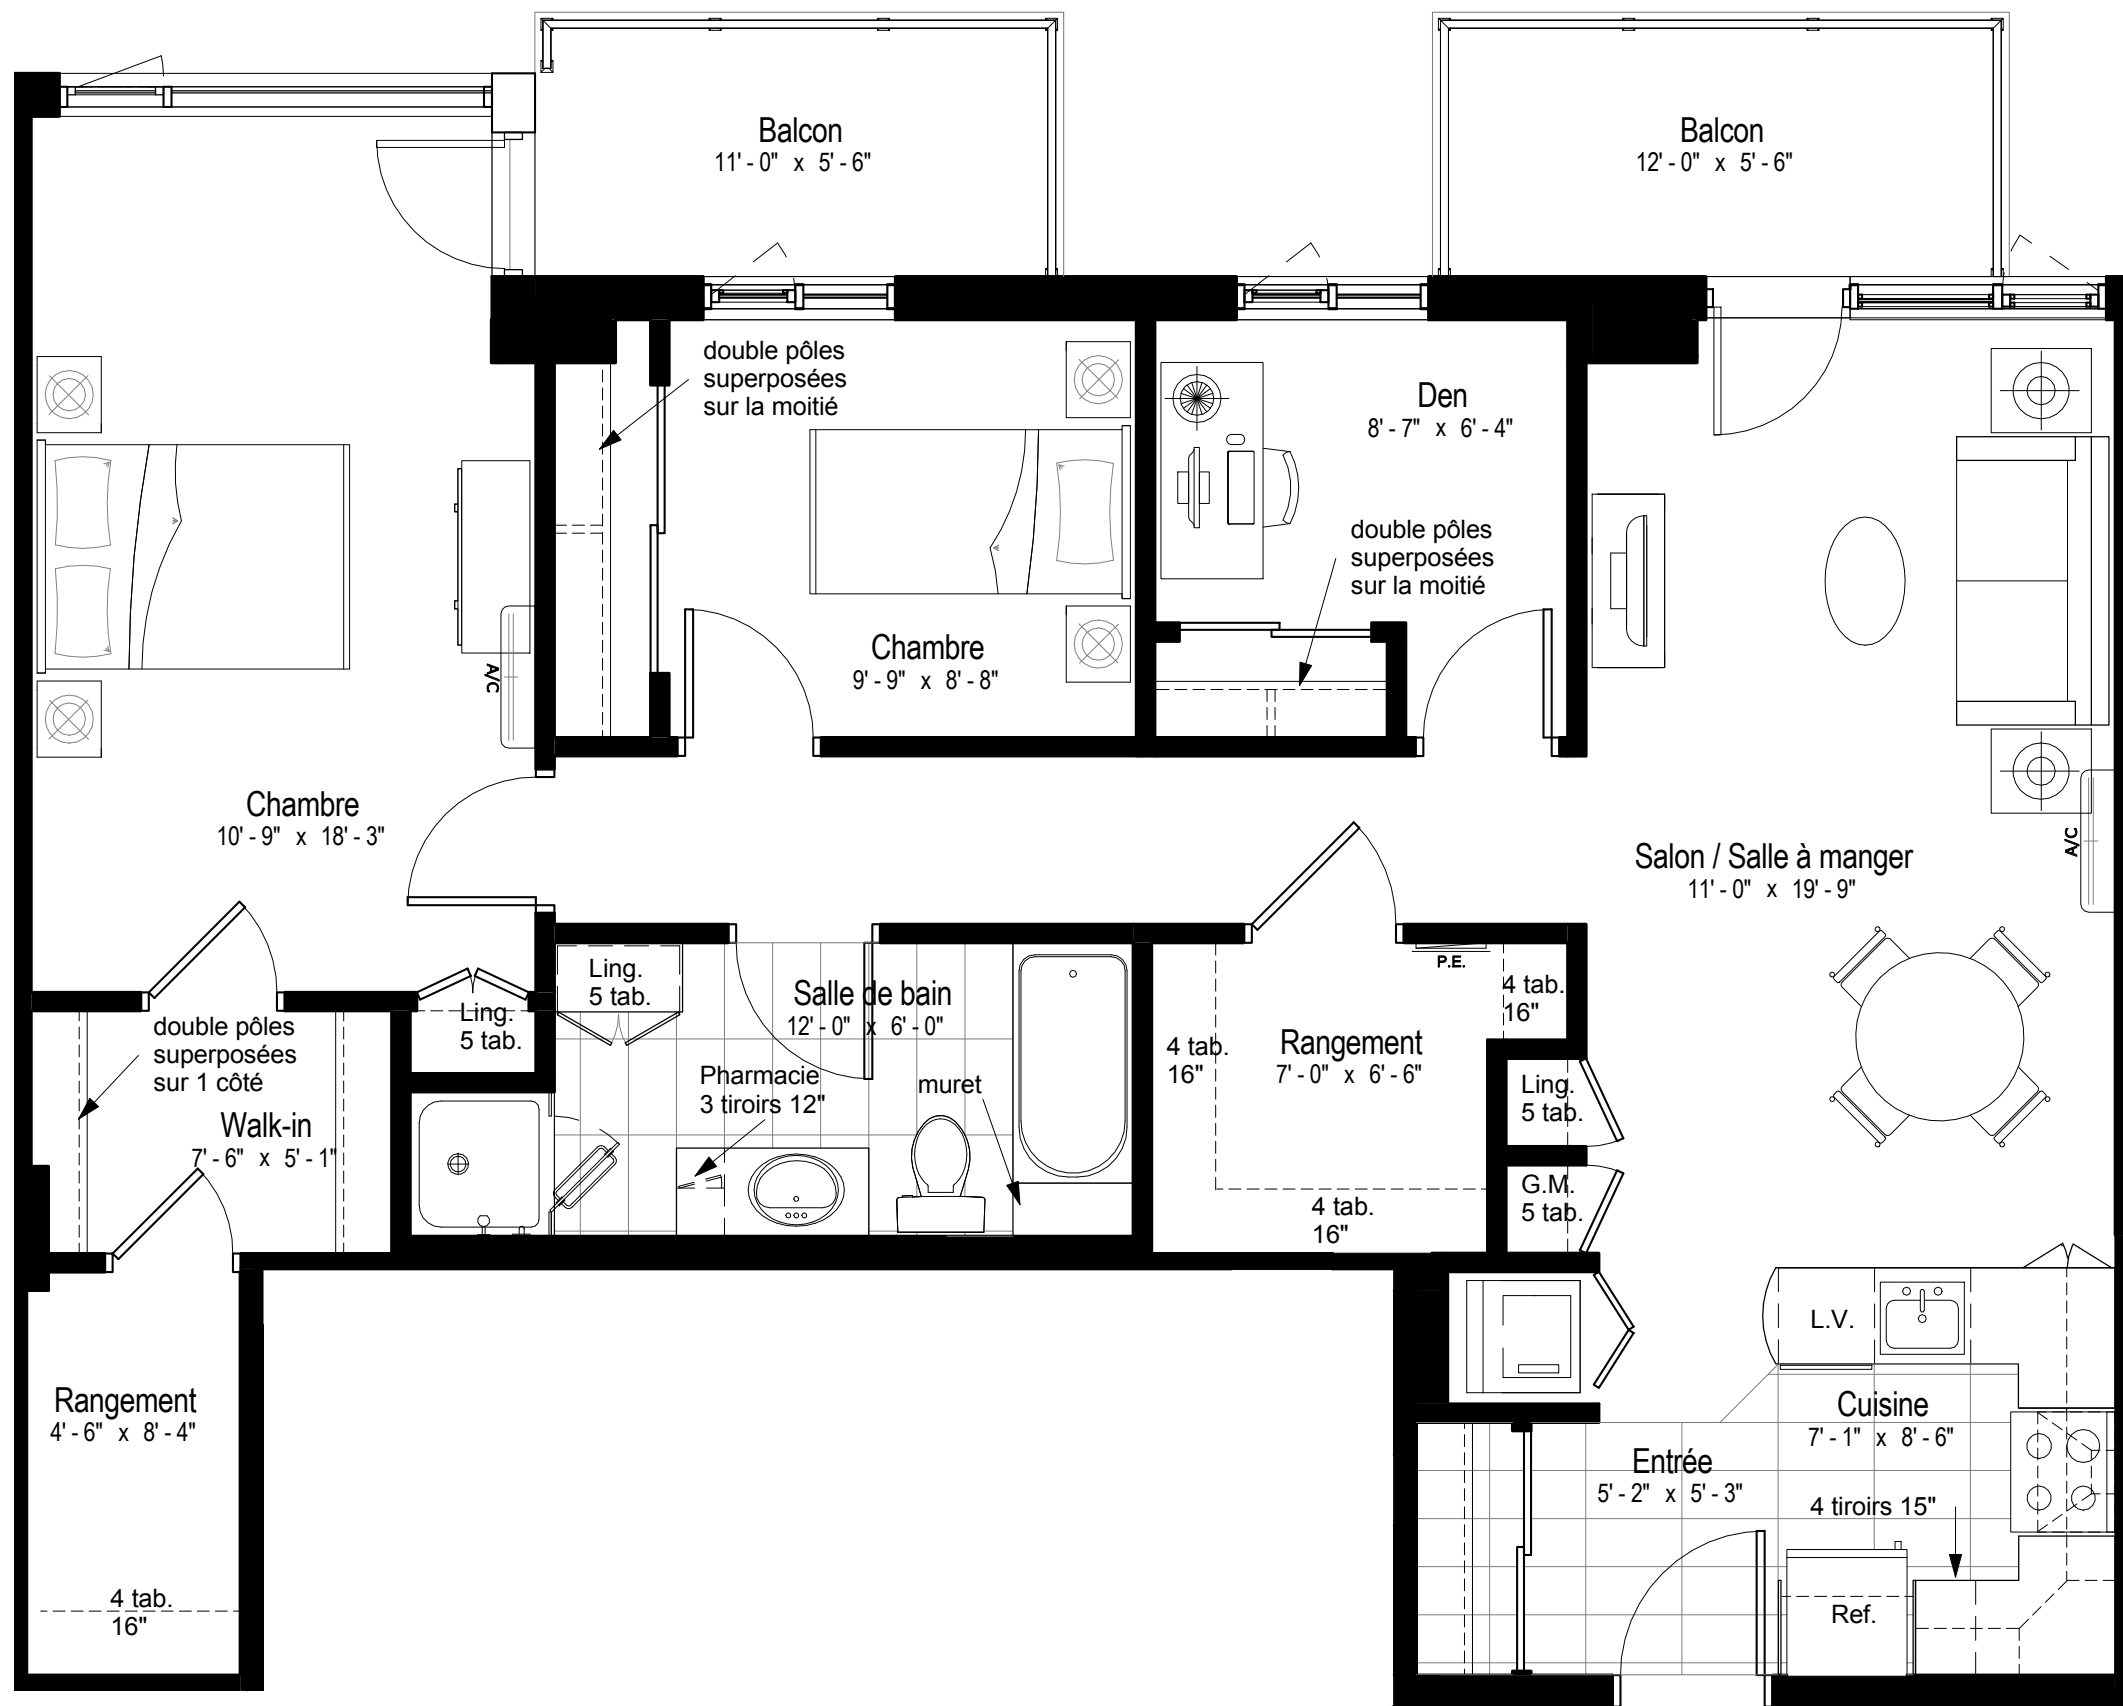 Balcon
11' - 0" x 5' - 6"
Balcon
12' - 0" x 5' - 6"
double pôles
superposées
sur la moitié
Den
8' - 7" x 6' - 4"
double pôles
superposées
sur la moitié
Chambre
9' - 9" x 8' - 8"
A/C
Chambre
10' - 9" x 18' - 3"
A/C
Salon / Salle à manger
11' - 0" x 19' - 9"
P.E.
Ling.
5 tab.
Salle de bain
12' - 0" x 6' - 0"
4 tab.
16"
Ling.
5 tab.
double pôles
superposées
sur 1 côté
Walk-in
7' - 6" x 5' - 1"
Pharmacie
3 tiroirs 12"
muret
4 tab.
16"
Rangement
7' - 0" x 6' - 6"
Ling.
5 tab.
G.M.
5 tab.
4 tab.
16"
L.V.
Rangement
4' - 6" x 8' - 4"
Cuisine
7' - 1" x 8' - 6"
Entrée
5' - 2" x 5' - 3"
4 tiroirs 15"
4 tab.
16"
Ref.